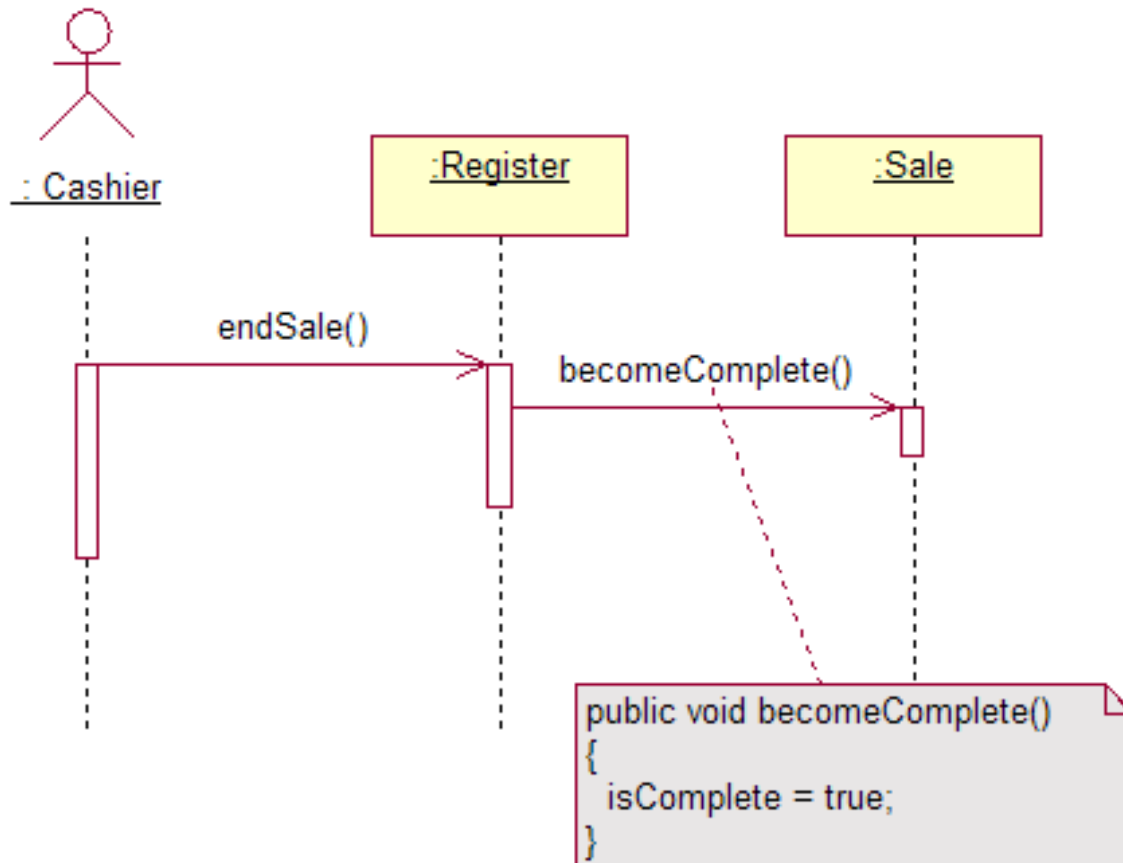 : Cashier
:Register
:Sale
endSale()
becomeComplete()
public void becomeComplete()
{
isComplete = true;
}